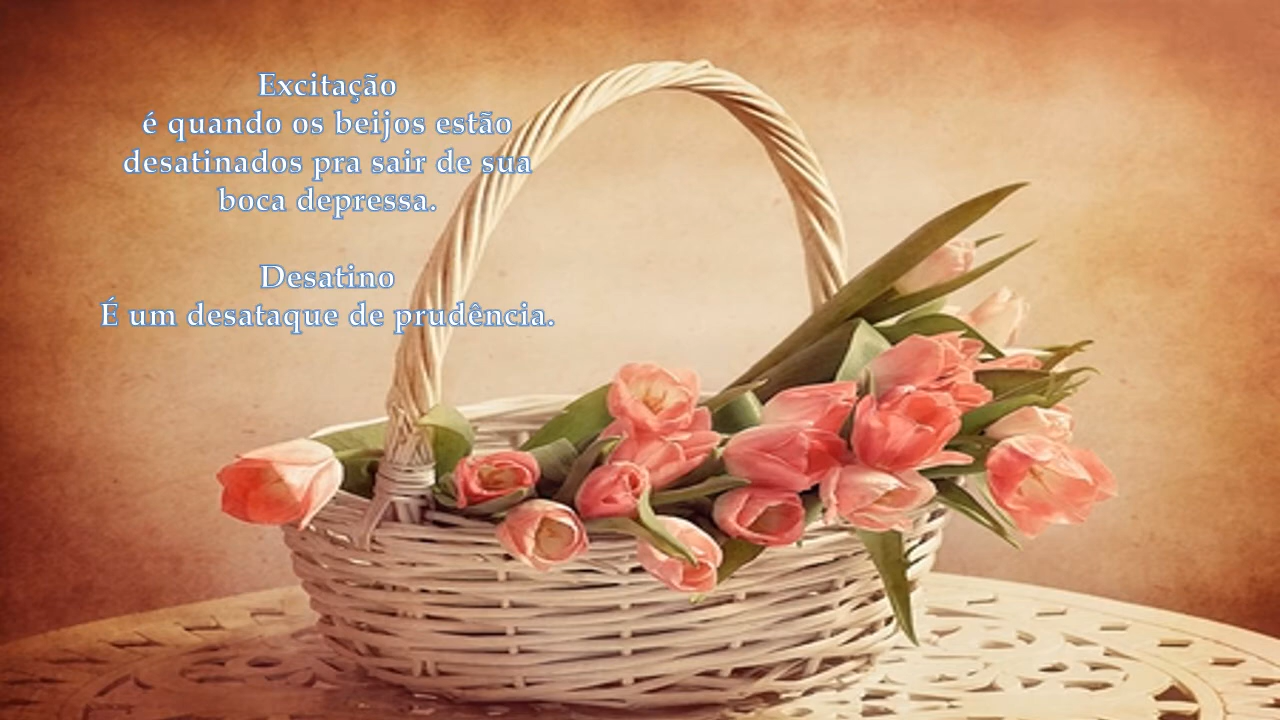 Excitação
é quando os beijos estão
desatinados pra sair de sua
boca depressa.
Desatino
É um desataque de prudência.